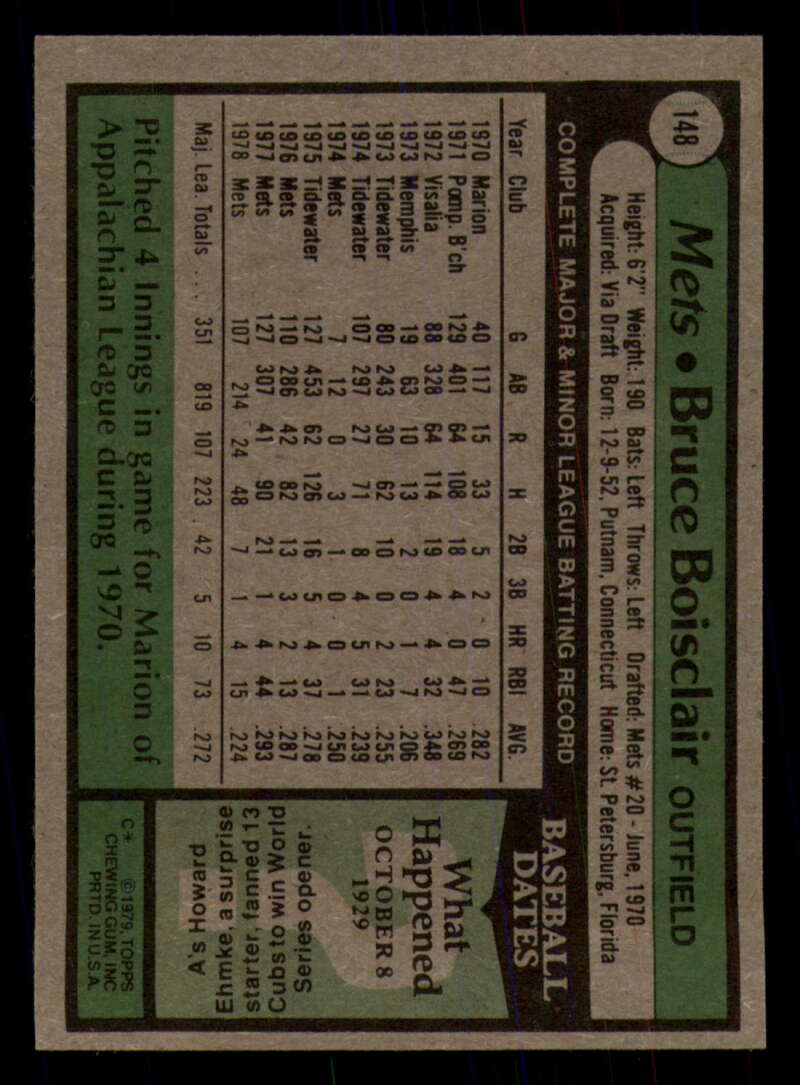 148
Mets • Bruce Boisclair OUTFIELD
Height: 6'2" Weight: 190 Bats: Left Throws: Left Drafted: Mets #20 - June, 1970
Acquired: Via Draft Born: 12-9-52, Putnam, Connecticut Home: St. Petersburg, Florida
COMPLETE MAJOR & MINOR LEAGUE BATTING RECORD
Year Club G AB R H 2B 3B HR RBI AVG.
1970 Marion 40 117 15 33 5 2 0 10 .282
1971 Pomp. B'ch 129 401 64 108 18 4 0 47 .269
1972 Visalia 88 328 64 114 19 4 4 32 .348
1973 Memphis 19 63 10 13 2 0 1 7 .206
1973 Tidewater 80 243 30 62 10 0 2 23 .255
1974 Tidewater 107 297 27 71 8 4 5 31 .239
1974 Mets 7 12 0 3 1 0 0 1 .250
1975 Tidewater 127 453 62 126 16 5 4 37 .278
1976 Mets 110 286 42 82 13 3 2 13 .287
1977 Mets 127 307 41 90 21 1 4 44 .293
1978 Mets 107 214 24 48 7 1 4 15 .224
Maj. Lea. Totals . . . 351 819 107 223 42 5 10 73 .272
Pitched 4 Innings in game for Marion of
Appalachian League during 1970.
BASEBALL
DATES
What
Happened
OCTOBER 8
1929
A's Howard
Ehmke, a surprise
starter, fanned 13
Cubs to win World
Series opener.
C* ©1979, TOPPS
CHEWING GUM, INC
PRTD. IN U.S.A.